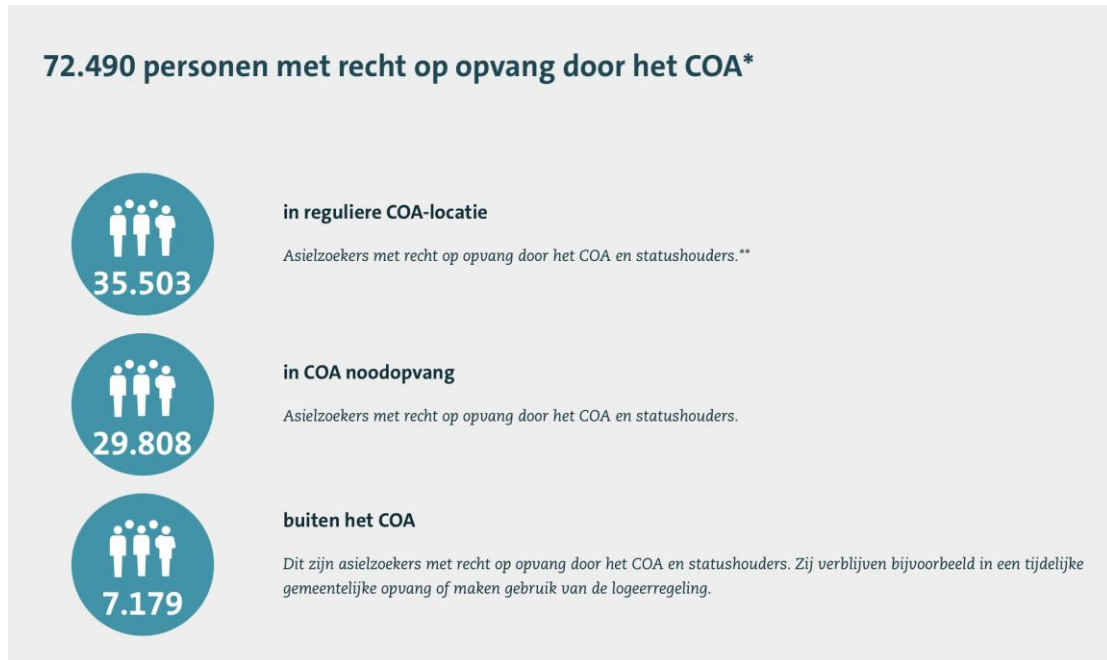 72.490 personen met recht op opvang door het COA*
in reguliere COA-locatie
Asielzoekers met recht op opvang door het COA en statushouders.**
35.503
in COA noodopvang
Asielzoekers met recht op opvang door het COA en statushouders.
29.808
buiten het COA
Dit zijn asielzoekers met recht op opvang door het COA en statushouders. Zij verblijven bijvoorbeeld in een tijdelijke
gemeentelijke opvang of maken gebruik van de logeerregeling.
7.179